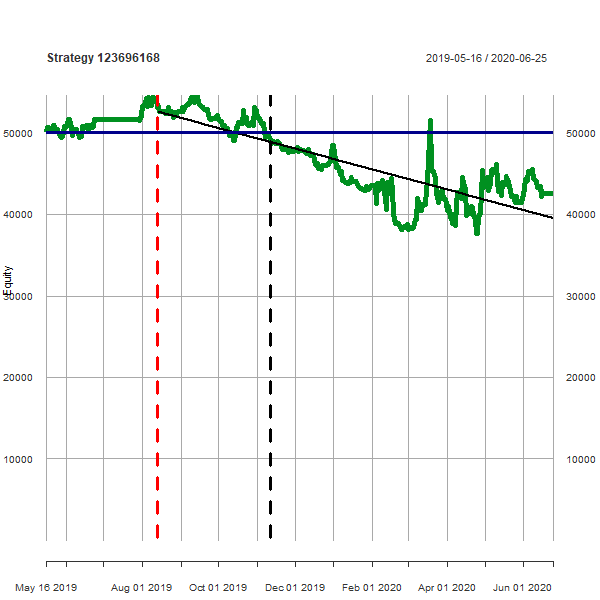 Strategy 123696168
2019-05-16 / 2020-06-25
50000
50000
40000
40000
Equity
30000
30000
20000
20000
10000
10000
May 16 2019
Aug 01 2019
Oct 01 2019
Dec 01 2019
Feb 01 2020
Apr 01 2020
Jun 01 2020